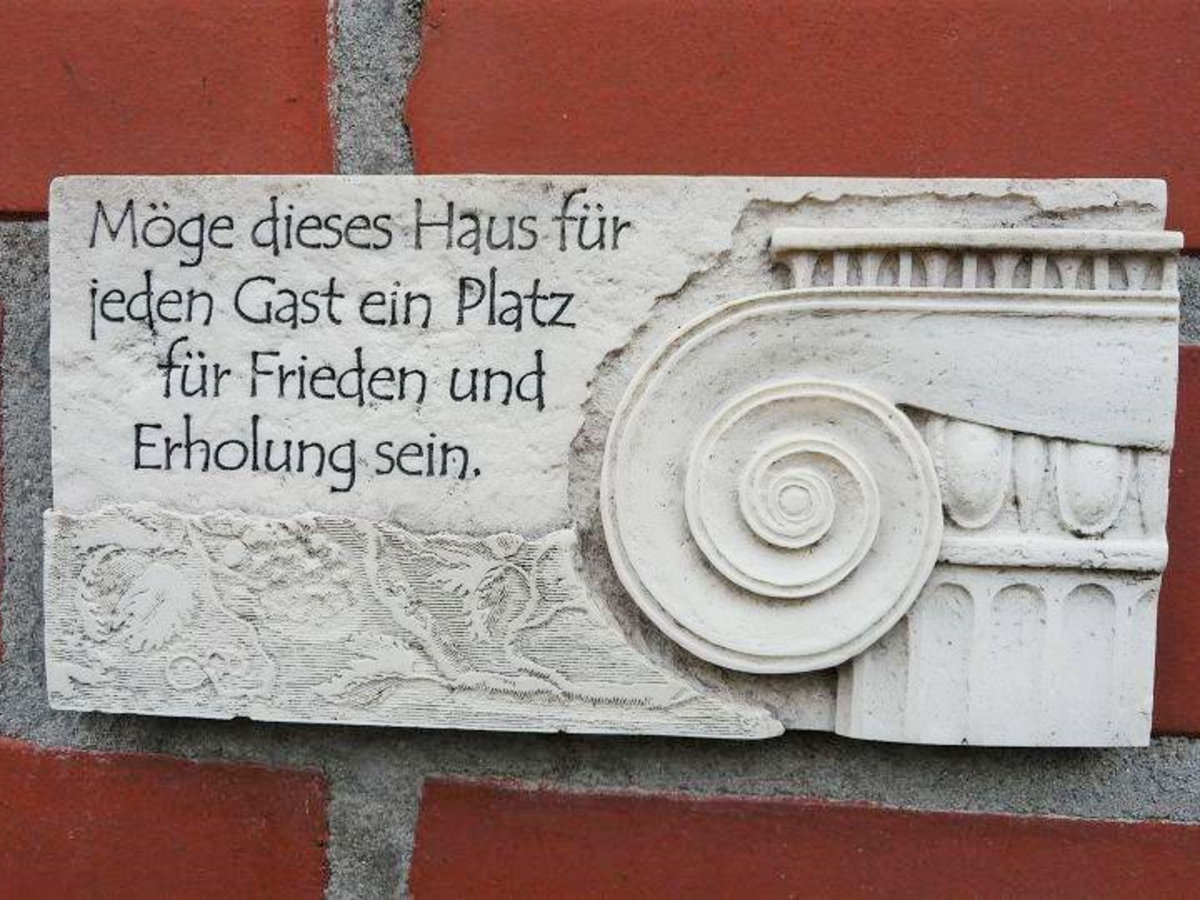 Möge dieses Haus für
jeden Gast ein Platz
für Frieden und
Erholung sein.